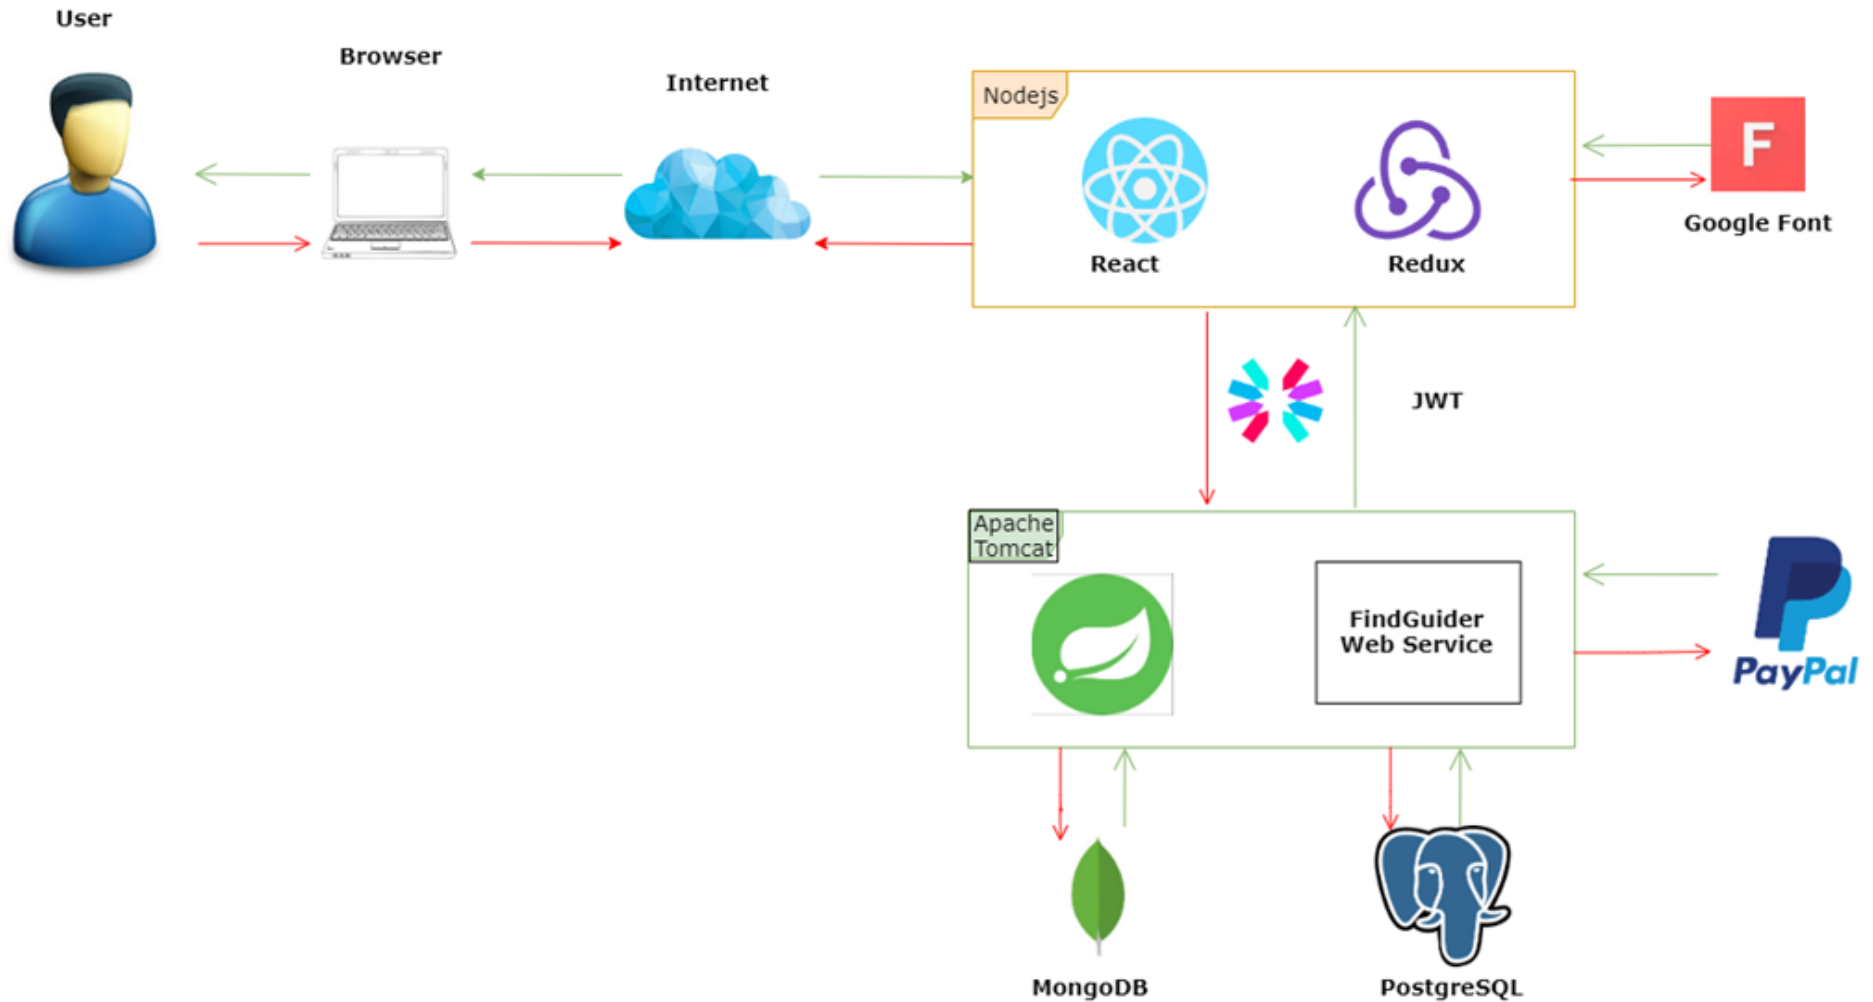 User
Browser
Internet
Nodejs
React
Redux
F
Google Font
JWT
Apache
Tomcat
FindGuider
Web Service
PayPal
MongoDB
PostgreSQL